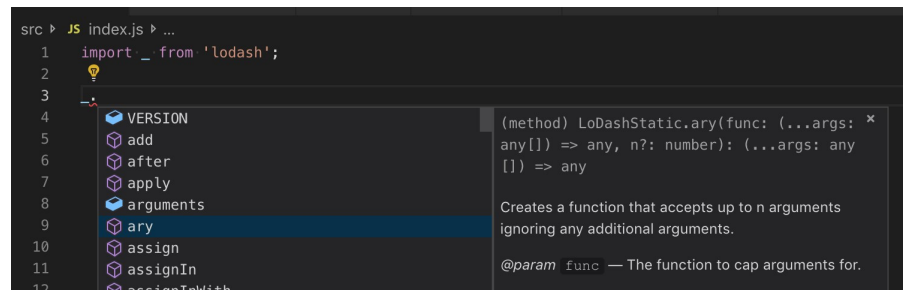 src JS index.js ...
1 import _ from 'lodash';
2
3 _.
4 VERSION
5 add
6 after
7 apply
8 arguments
9 ary
10 assign
11 assignIn
12 assignInWith
(method) LoDashStatic.ary(func: (...args: ×
any[]) => any, n?: number): (...args: any
[]) => any
Creates a function that accepts up to n arguments
ignoring any additional arguments.
@param func — The function to cap arguments for.